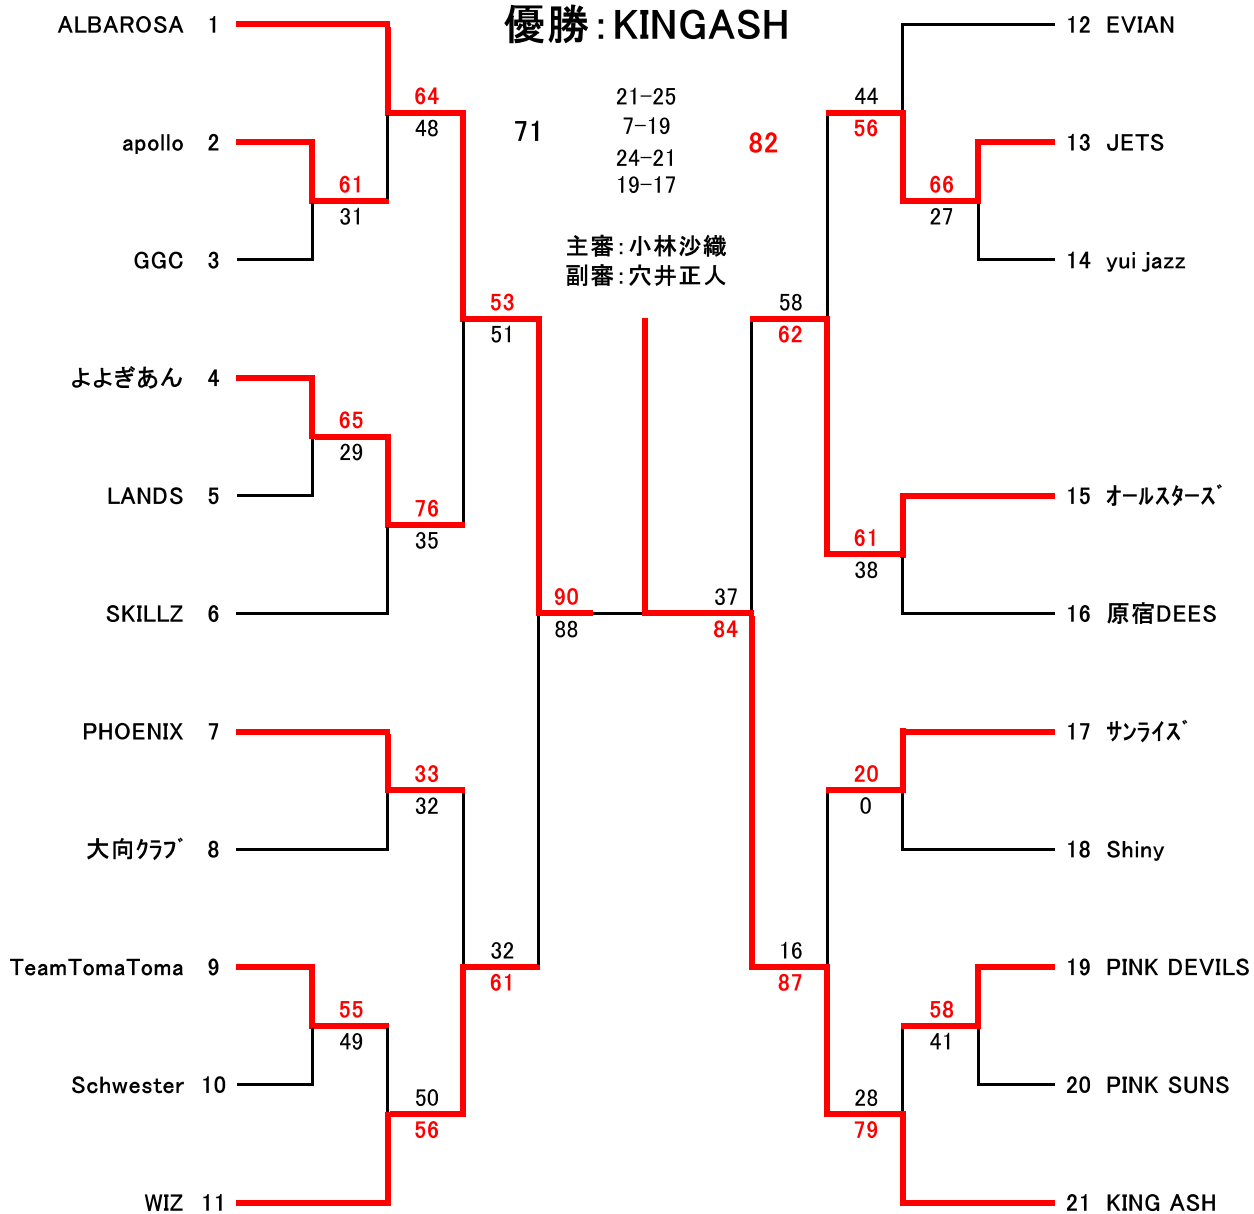 優勝：KINGASH
ALBAROSA 1
12 EVIAN
64
48
71
21-25
7-19
24-21
19-17
82
44
56
apollo 2
13 JETS
61
31
66
27
GGC 3
14 yui jazz
主審：小林沙織
副審：穴井正人
53
51
58
62
よよぎあん 4
65
29
LANDS 5
15 ｵｰﾙｽﾀｰｽﾞ
76
35
61
38
SKILLZ 6
16 原宿DEES
90
88
37
84
PHOENIX 7
17 ｻﾝﾗｲｽﾞ
33
32
20
0
大向ｸﾗﾌﾞ 8
18 Shiny
TeamTomaToma 9
19 PINK DEVILS
32
61
16
87
55
49
58
41
Schwester 10
20 PINK SUNS
50
56
28
79
WIZ 11
21 KING ASH